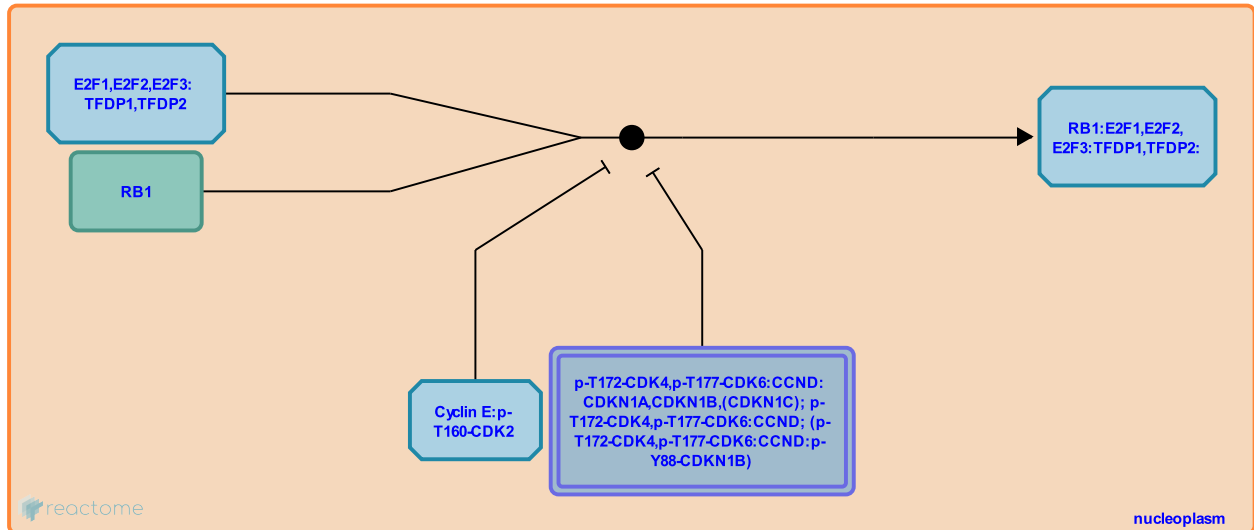 E2F1,E2F2,E2F3:
TFDP1,TFDP2
RB1
RB1:E2F1,E2F2,
E2F3:TFDP1,TFDP2:
Cyclin E:p-
T160-CDK2
p-T172-CDK4,p-T177-CDK6:CCND:
CDKN1A,CDKN1B,(CDKN1C); p-
T172-CDK4,p-T177-CDK6:CCND; (p-
T172-CDK4,p-T177-CDK6:CCND:p-
Y88-CDKN1B)
reactome
nucleoplasm